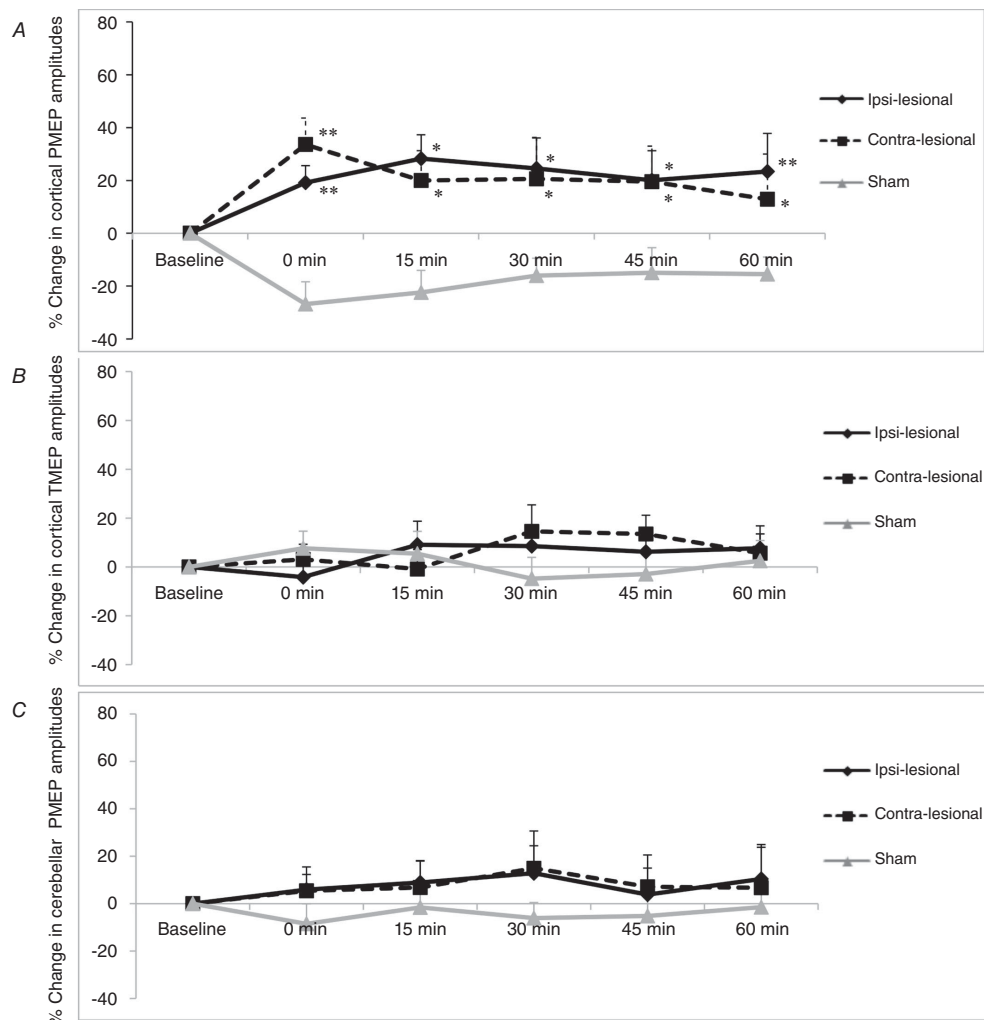 A
% Change in cortical PMEP amplitudes
80
60
40
20
0
-20
-40
** 
**
*
*
*
*
*
*
**
*
Baseline
0 min
15 min
30 min
45 min
60 min
Ipsi-lesional
Contra-lesional
Sham
B
% Change in cortical TMEP amplitudes
80
60
40
20
0
-20
-40
Baseline
0 min
15 min
30 min
45 min
60 min
Ipsi-lesional
Contra-lesional
Sham
C
% Change in cerebellar PMEP amplitudes
80
60
40
20
0
-20
-40
Baseline
0 min
15 min
30 min
45 min
60 min
Ipsi-lesional
Contra-lesional
Sham